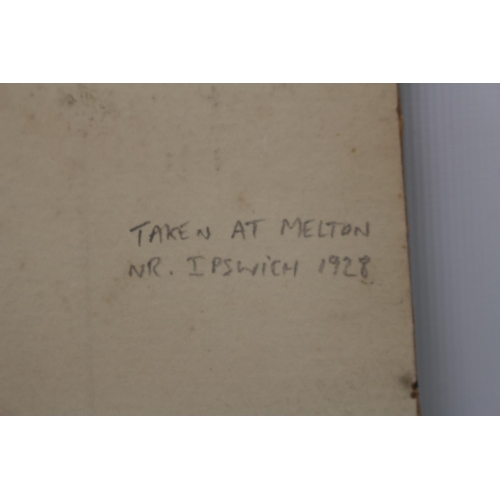 TAKEN AT MELTON
NR. IPSWICH 1928